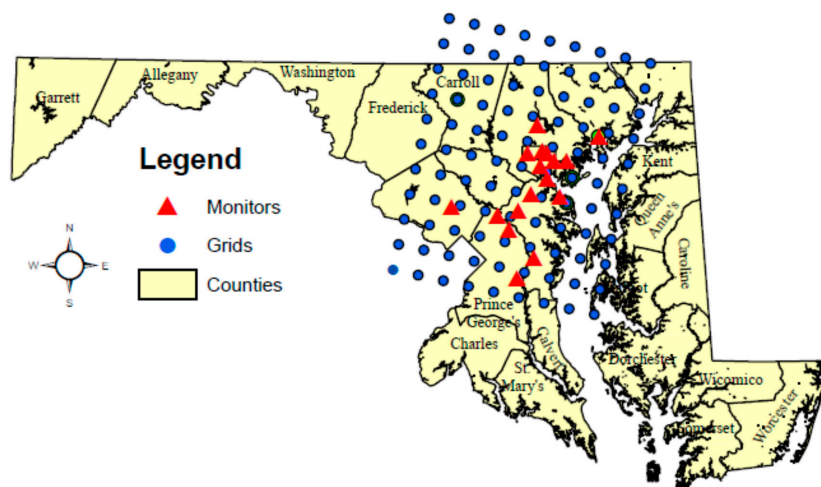 Garrett
Allegany
Washington
Frederick
Carroll
Legend
Monitors
Grids
Counties
N
W
E
S
Kent
Queen
Anne's
Caroline
Prince
George's
Charles
Calvert
St.
Mary's
Dorchester
Wicomico
Somerset
Worcester